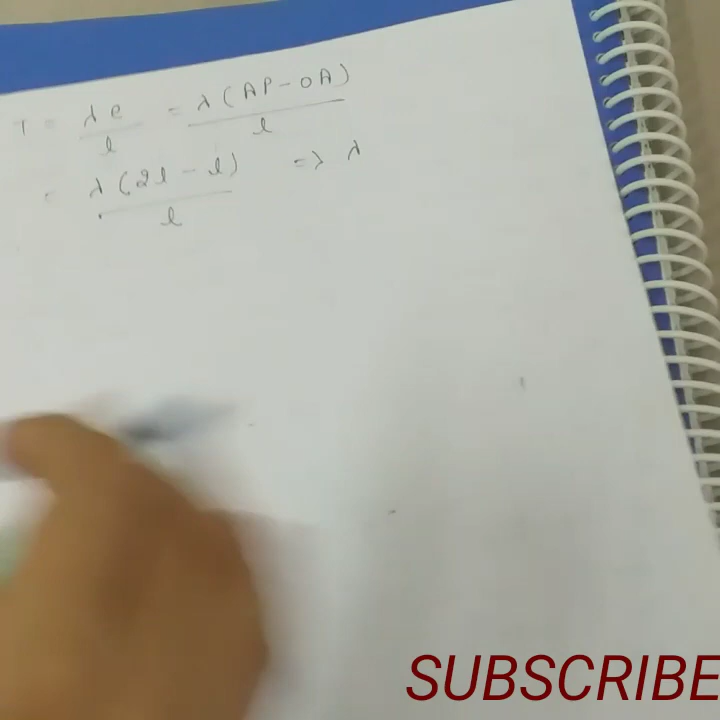 T = λe/l = λ(AP-OA)/l
= λ(2l-l)/l => λ
SUBSCRIBE